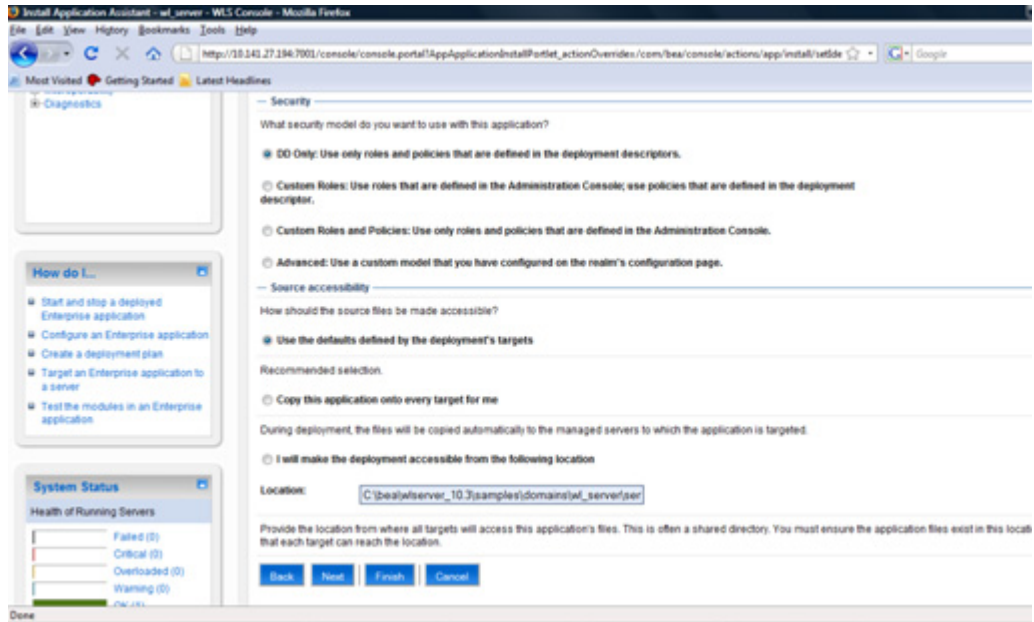 Install Application Assistant - wl_server - WLS Console - Mozilla Firefox
File Edit View History Bookmarks Tools Help
http://10.141.27.194:7001/console/console.portal?AppApplicationInstallPortlet_actionOverride=/com/bea/console/actions/app/install/setIde
Google
Most Visited Getting Started Latest Headlines
Interoperability
Diagnostics
Security
What security model do you want to use with this application?
DD Only: Use only roles and policies that are defined in the deployment descriptors.
Custom Roles: Use roles that are defined in the Administration Console; use policies that are defined in the deployment
descriptor.
Custom Roles and Policies: Use only roles and policies that are defined in the Administration Console.
Advanced: Use a custom model that you have configured on the realm's configuration page.
Source accessibility
How should the source files be made accessible?
Use the defaults defined by the deployment's targets
Recommended selection.
Copy this application onto every target for me
During deployment, the files will be copied automatically to the managed servers to which the application is targeted.
I will make the deployment accessible from the following location
Location:
C:\bea\wlserver_10.3\samples\domains\wl_server\ser
Provide the location from where all targets will access this application's files. This is often a shared directory. You must ensure the application files exist in this locati
that each target can reach the location.
Back Next Finish Cancel
How do I...
Start and stop a deployed
Enterprise application
Configure an Enterprise application
Create a deployment plan
Target an Enterprise application to
a server
Test the modules in an Enterprise
application
System Status
Health of Running Servers
Failed (0)
Critical (0)
Overloaded (0)
Warning (0)
OK (1)
Done